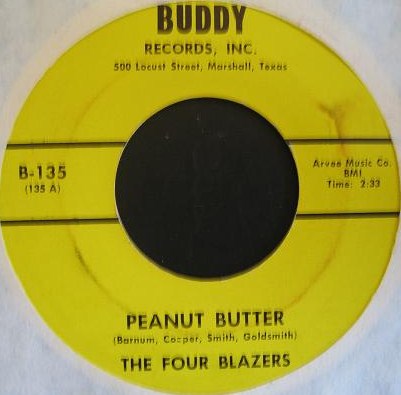 BUDDY
RECORDS, INC.
500 Locust Street, Marshall, Texas
B-135
(135 A)
Arvee Music Co.
BMI
Time: 2:33
PEANUT BUTTER
(Barnum, Cooper, Smith, Goldsmith)
THE FOUR BLAZERS